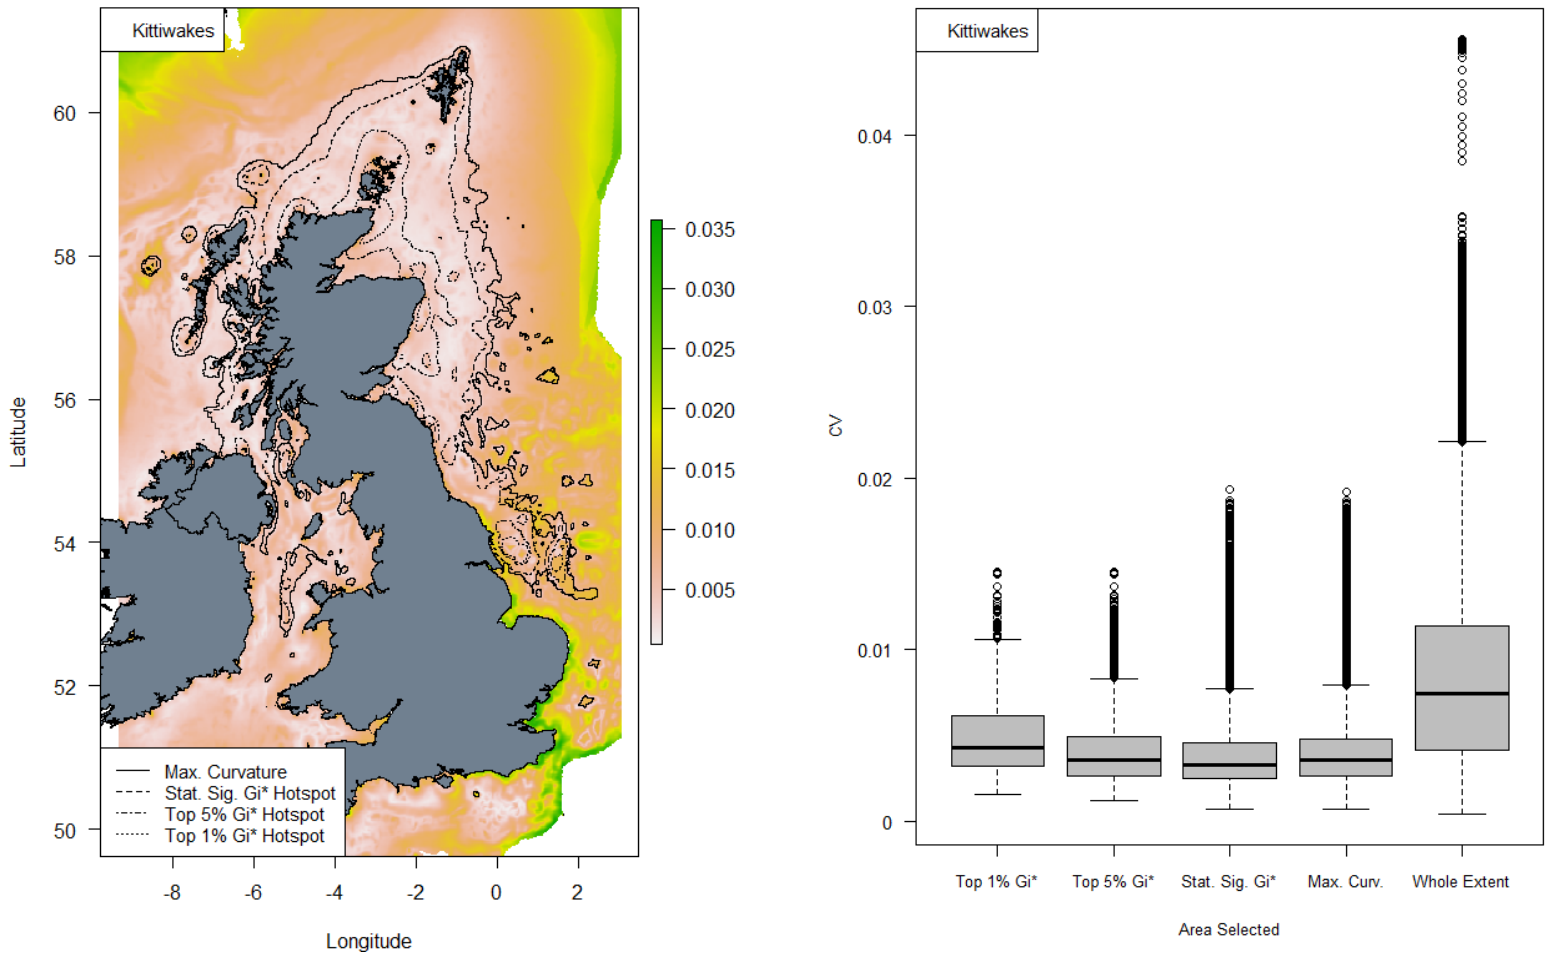 Kittiwakes
60
58
56
54
52
50
Latitude
-8 -6 -4 -2 0 2
Longitude
Max. Curvature
Stat. Sig. Gi* Hotspot
Top 5% Gi* Hotspot
Top 1% Gi* Hotspot
0.035
0.030
0.025
0.020
0.015
0.010
0.005
Kittiwakes
0.04
0.03
0.02
0.01
0
CV
Top 1% Gi* Top 5% Gi* Stat. Sig. Gi* Max. Curv. Whole Extent
Area Selected